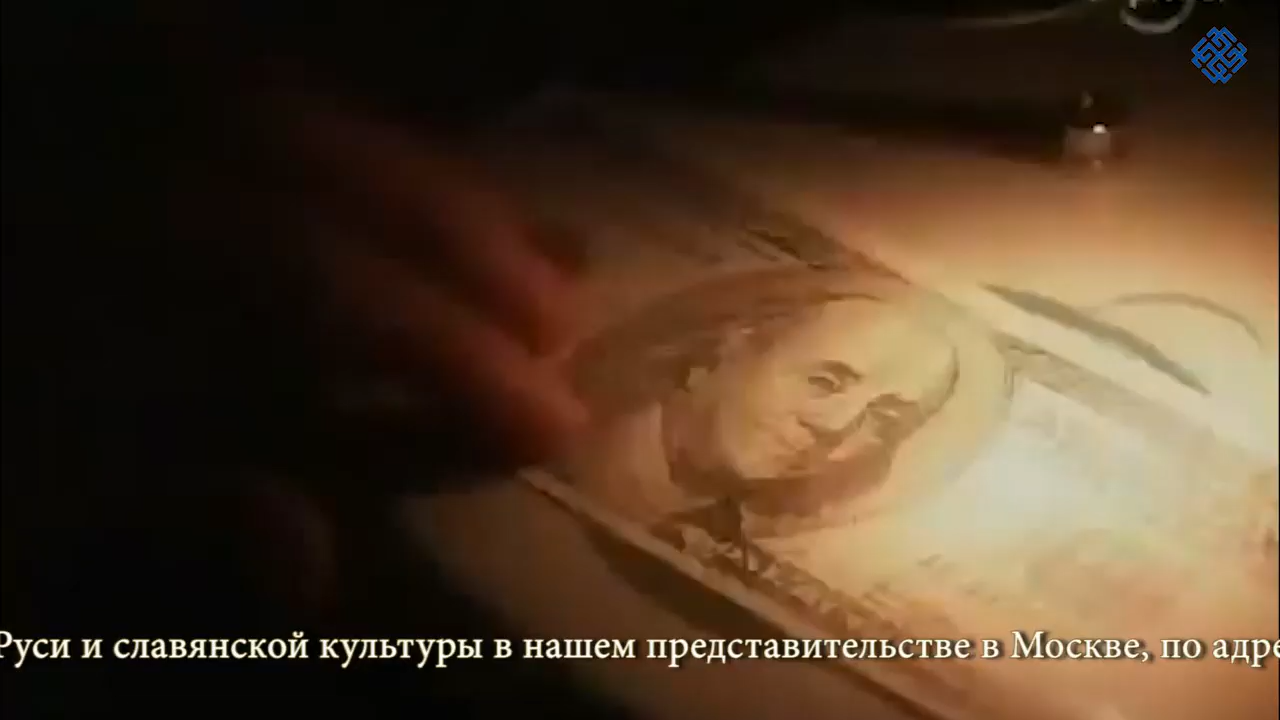 Руси и славянской культуры в нашем представительстве в Москве, по адре